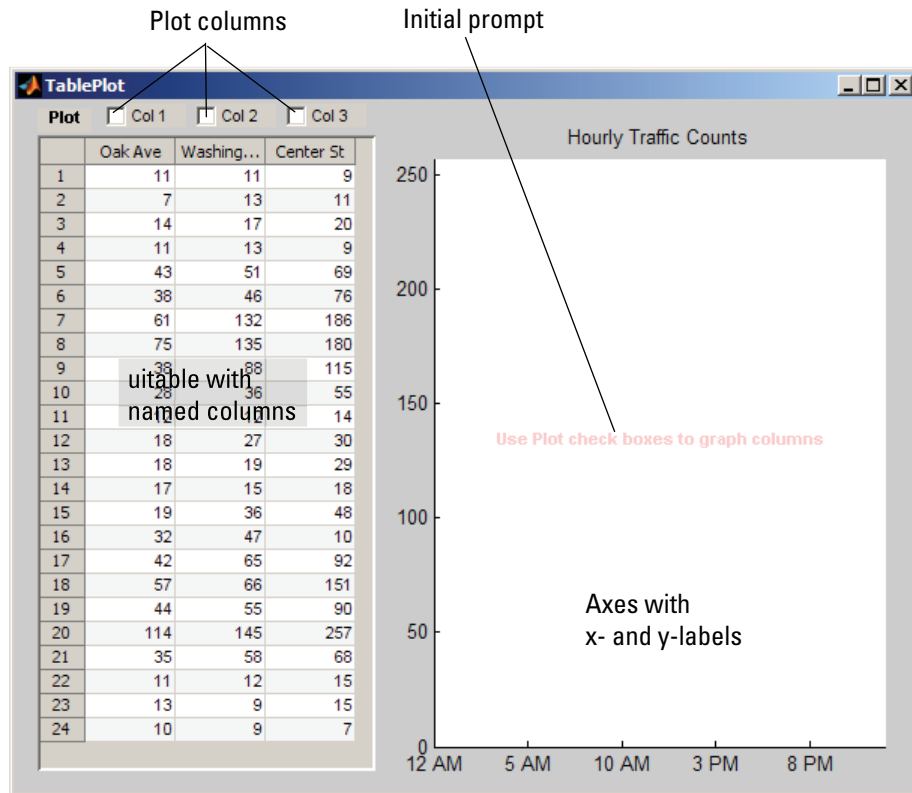 Plot columns
Initial prompt
TablePlot
Plot Col 1 Col 2 Col 3
Oak Ave Washing... Center St
1 11 11 9
2 7 13 11
3 14 17 20
4 11 13 9
5 43 51 69
6 38 46 76
7 61 132 186
8 75 135 180
9 38 88 115
10 28 36 55
11 12 12 14
12 18 27 30
13 18 19 29
14 17 15 18
15 19 36 48
16 32 47 10
17 42 65 92
18 57 66 151
19 44 55 90
20 114 145 257
21 35 58 68
22 11 12 15
23 13 9 15
24 10 9 7
uitable with
named columns
Hourly Traffic Counts
250
200
150
100
50
0
Use Plot check boxes to graph columns
Axes with
x- and y-labels
12 AM 5 AM 10 AM 3 PM 8 PM